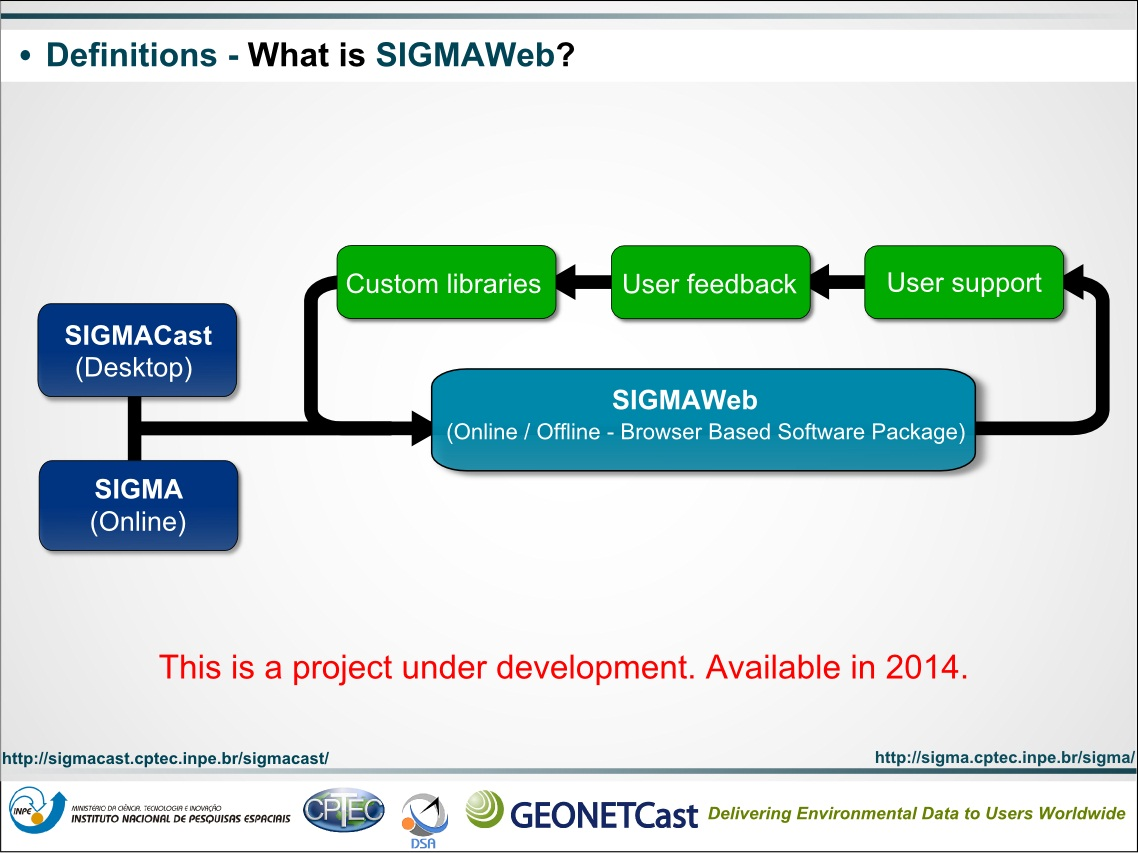 • Definitions - What is SIGMAWeb?
Custom libraries
User feedback
User support
SIGMACast
(Desktop)
SIGMAWeb
(Online / Offline - Browser Based Software Package)
SIGMA
(Online)
This is a project under development. Available in 2014.
http://sigmacast.cptec.inpe.br/sigmacast/
http://sigma.cptec.inpe.br/sigma/
INPE
MINISTÉRIO DA CIÊNCIA, TECNOLOGIA E INOVAÇÃO
INSTITUTO NACIONAL DE PESQUISAS ESPACIAIS
CPTEC
DSA
GEONETCast
Delivering Environmental Data to Users Worldwide